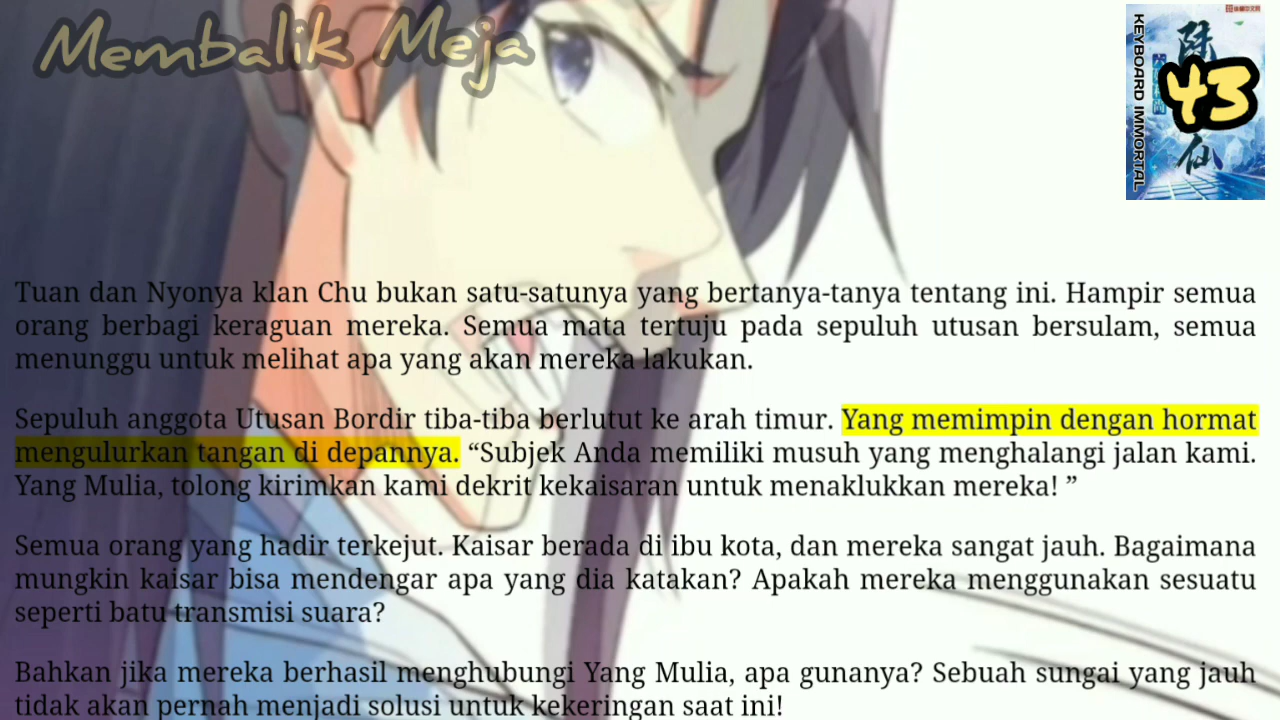 Membalik Meja
KEYBOARD IMMORTAL
陆
43
仙
Tuan dan Nyonya klan Chu bukan satu-satunya yang bertanya-tanya tentang ini. Hampir semua
orang berbagi keraguan mereka. Semua mata tertuju pada sepuluh utusan bersulam, semua
menunggu untuk melihat apa yang akan mereka lakukan.
Sepuluh anggota Utusan Bordir tiba-tiba berlutut ke arah timur. Yang memimpin dengan hormat
mengulurkan tangan di depannya. “Subjek Anda memiliki musuh yang menghalangi jalan kami.
Yang Mulia, tolong kirimkan kami dekrit kekaisaran untuk menaklukkan mereka! ”
Semua orang yang hadir terkejut. Kaisar berada di ibu kota, dan mereka sangat jauh. Bagaimana
mungkin kaisar bisa mendengar apa yang dia katakan? Apakah mereka menggunakan sesuatu
seperti batu transmisi suara?
Bahkan jika mereka berhasil menghubungi Yang Mulia, apa gunanya? Sebuah sungai yang jauh
tidak akan pernah menjadi solusi untuk kekeringan saat ini!